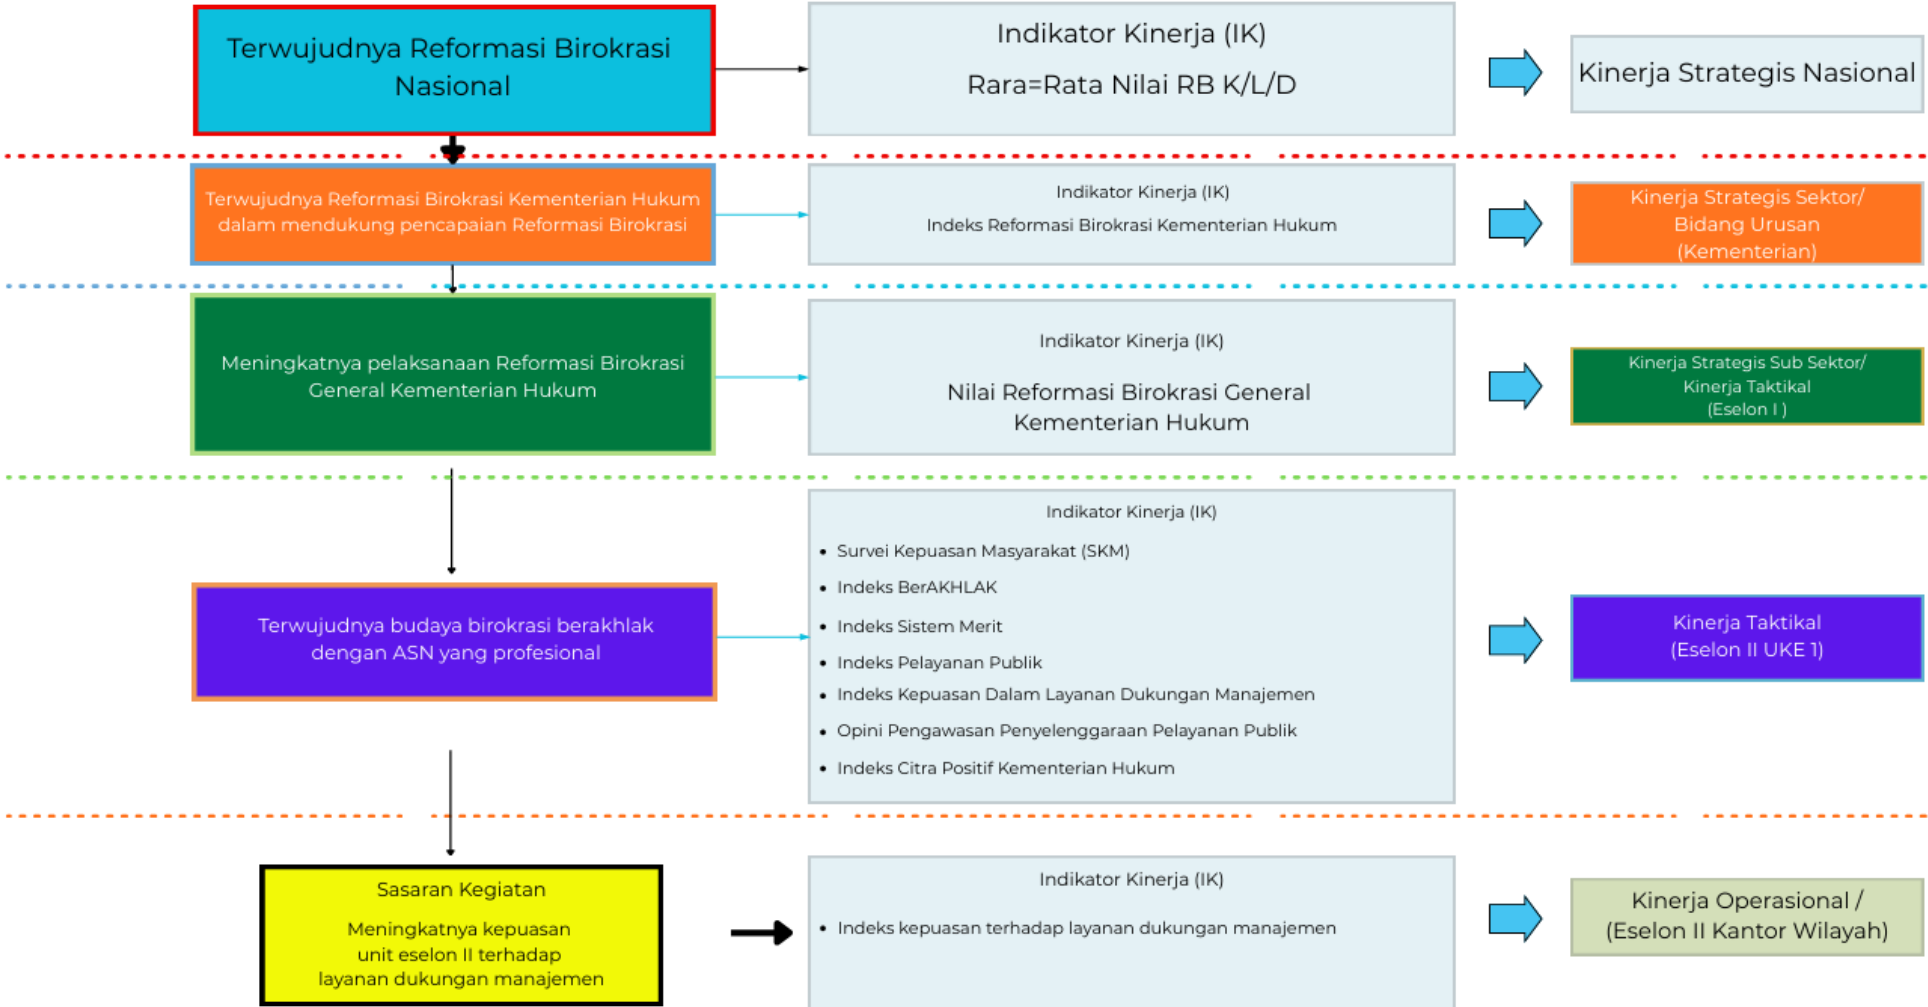 Terwujudnya Reformasi Birokrasi
Nasional
Indikator Kinerja (IK)
Rara=Rata Nilai RB K/L/D
Kinerja Strategis Nasional
Terwujudnya Reformasi Birokrasi Kementerian Hukum
dalam mendukung pencapaian Reformasi Birokrasi
Indikator Kinerja (IK)
Indeks Reformasi Birokrasi Kementerian Hukum
Kinerja Strategis Sektor/
Bidang Urusan
(Kementerian)
Meningkatnya pelaksanaan Reformasi Birokrasi
General Kementerian Hukum
Indikator Kinerja (IK)
Nilai Reformasi Birokrasi General
Kementerian Hukum
Kinerja Strategis Sub Sektor/
Kinerja Taktikal
(Eselon I )
Terwujudnya budaya birokrasi berakhlak
dengan ASN yang profesional
Indikator Kinerja (IK)
• Survei Kepuasan Masyarakat (SKM)
• Indeks BerAKHLAK
• Indeks Sistem Merit
• Indeks Pelayanan Publik
• Indeks Kepuasan Dalam Layanan Dukungan Manajemen
• Opini Pengawasan Penyelenggaraan Pelayanan Publik
• Indeks Citra Positif Kementerian Hukum
Kinerja Taktikal
(Eselon II UKE 1)
Sasaran Kegiatan
Meningkatnya kepuasan
unit eselon II terhadap
layanan dukungan manajemen
Indikator Kinerja (IK)
• Indeks kepuasan terhadap layanan dukungan manajemen
Kinerja Operasional /
(Eselon II Kantor Wilayah)